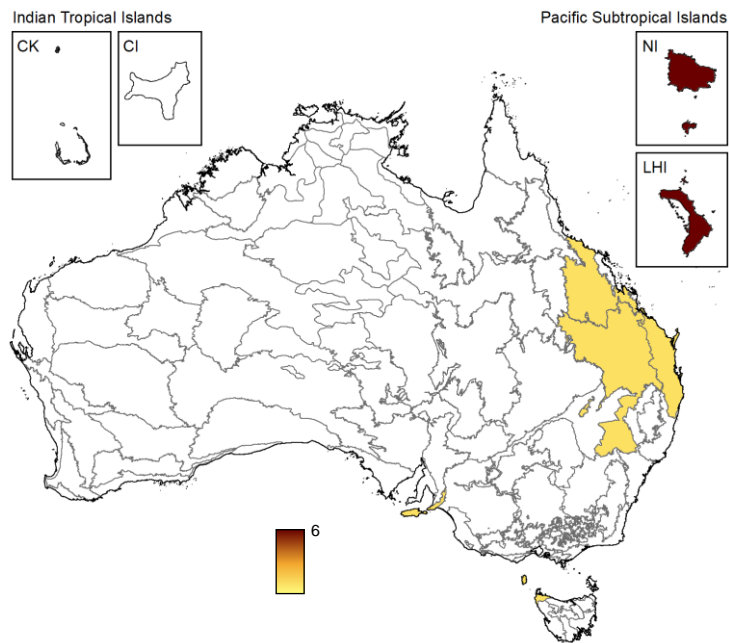 Indian Tropical Islands
Pacific Subtropical Islands
CK
CI
NI
LHI
6